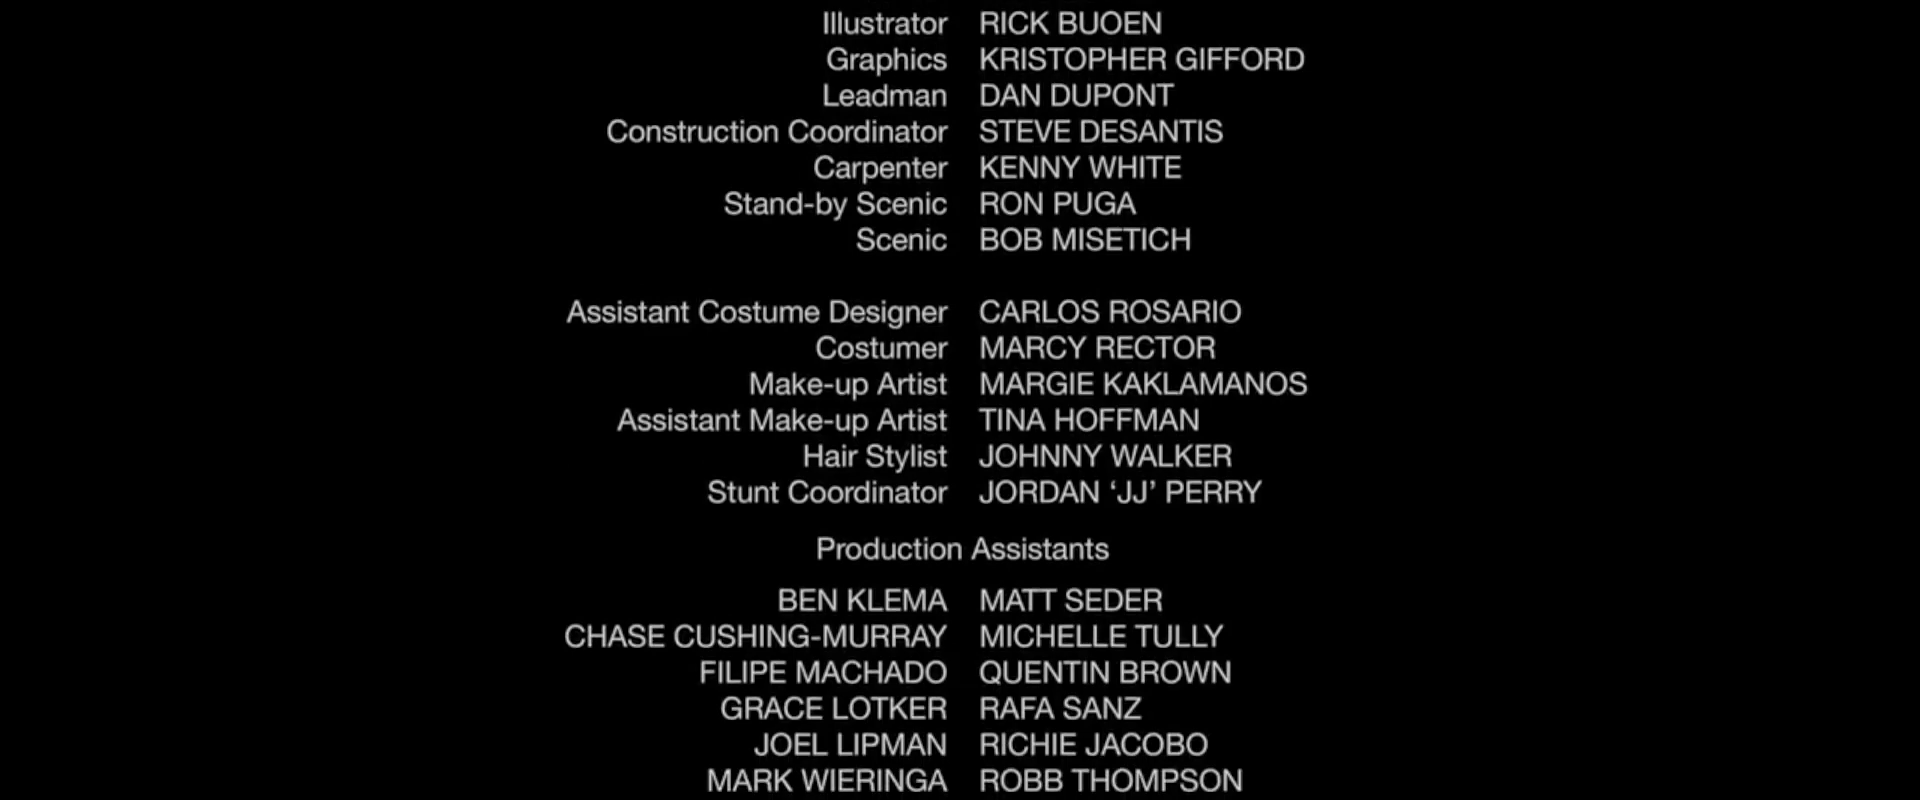 Illustrator RICK BUOEN
Graphics KRISTOPHER GIFFORD
Leadman DAN DUPONT
Construction Coordinator STEVE DESANTIS
Carpenter KENNY WHITE
Stand-by Scenic RON PUGA
Scenic BOB MISETICH
Assistant Costume Designer CARLOS ROSARIO
Costumer MARCY RECTOR
Make-up Artist MARGIE KAKLAMANOS
Assistant Make-up Artist TINA HOFFMAN
Hair Stylist JOHNNY WALKER
Stunt Coordinator JORDAN ‘JJ’ PERRY
Production Assistants
BEN KLEMA MATT SEDER
CHASE CUSHING-MURRAY MICHELLE TULLY
FILIPE MACHADO QUENTIN BROWN
GRACE LOTKER RAFA SANZ
JOEL LIPMAN RICHIE JACOBO
MARK WIERINGA ROBB THOMPSON